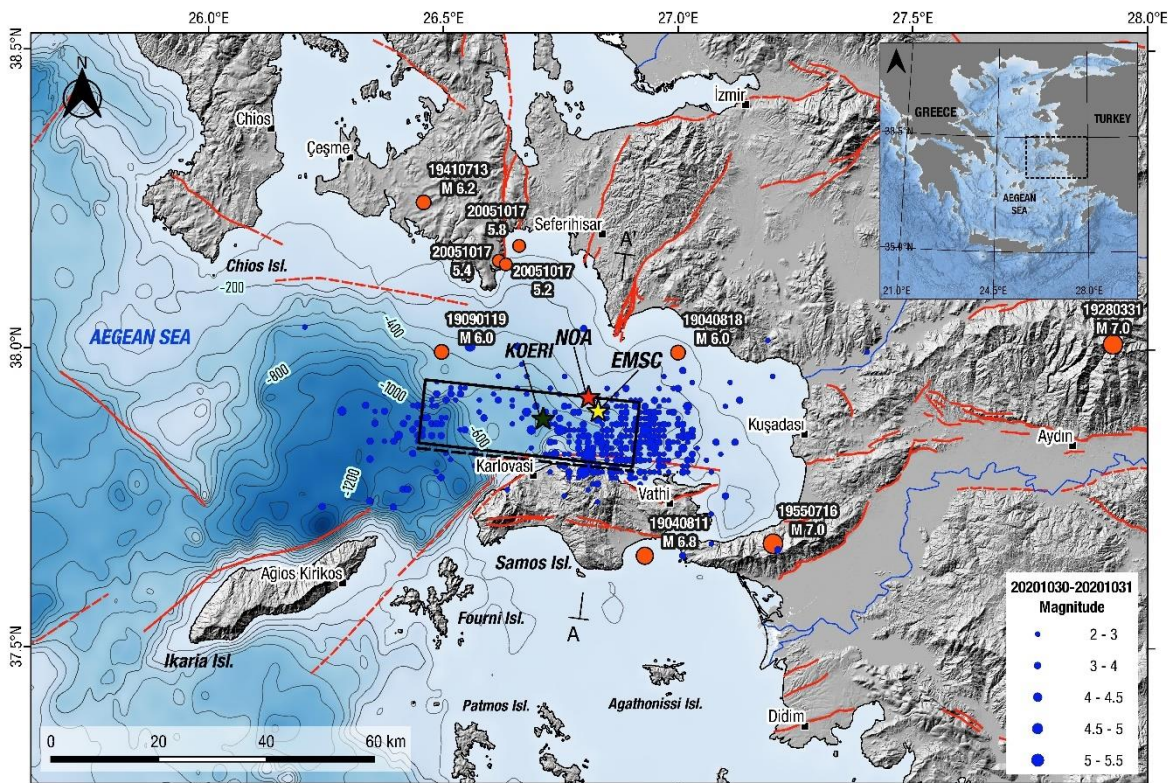 26.0°E
26.5°E
27.0°E
27.5°E
28.0°E
38.5°N
38.0°N
37.5°N
N
Chios
Çeşme
İzmir
GREECE
TURKEY
38.5°N
AEGEAN
SEA
35.0°N
21.0°E
24.5°E
28.0°E
19410713
M 6.2
20051017
5.8
Seferihisar
A'
20051017
5.4
20051017
5.2
Chios Isl.
-200
AEGEAN SEA
-400
19090119
M 6.0
NOA
KOERI
EMSC
19040818
M 6.0
19280331
M 7.0
-800
-1000
-600
-1200
Kuşadası
Aydın
Karlovasi
Vathi
19040811
M 6.8
19550716
M 7.0
Samos Isl.
Agios Kirikos
Fourni Isl.
A
Ikaria Isl.
Patmos Isl.
Agathonissi Isl.
Didim
0 20 40 60 km
20201030-20201031
Magnitude
2 - 3
3 - 4
4 - 4.5
4.5 - 5
5 - 5.5